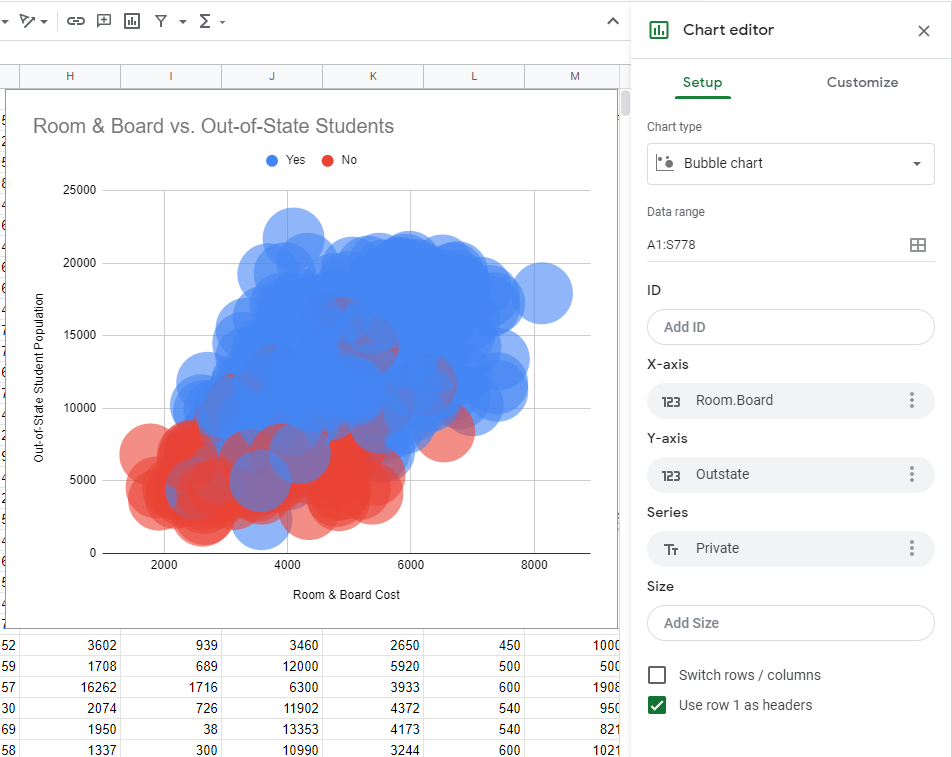 Chart editor
H I J K L M
Setup Customize
Room & Board vs. Out-of-State Students
Yes No
25000
20000
15000
10000
5000
0
Out-of-State Student Population
2000 4000 6000 8000
Room & Board Cost
52 3602 939 3460 2650 450 1000
59 1708 689 12000 5920 500 500
57 16262 1716 6300 3933 600 1908
30 2074 726 11902 4372 540 950
69 1950 38 13353 4173 540 821
58 1337 300 10990 3244 600 1021
Chart type
Bubble chart
Data range
A1:S778
ID
Add ID
X-axis
123 Room.Board
Y-axis
123 Outstate
Series
Tт Private
Size
Add Size
Switch rows / columns
Use row 1 as headers